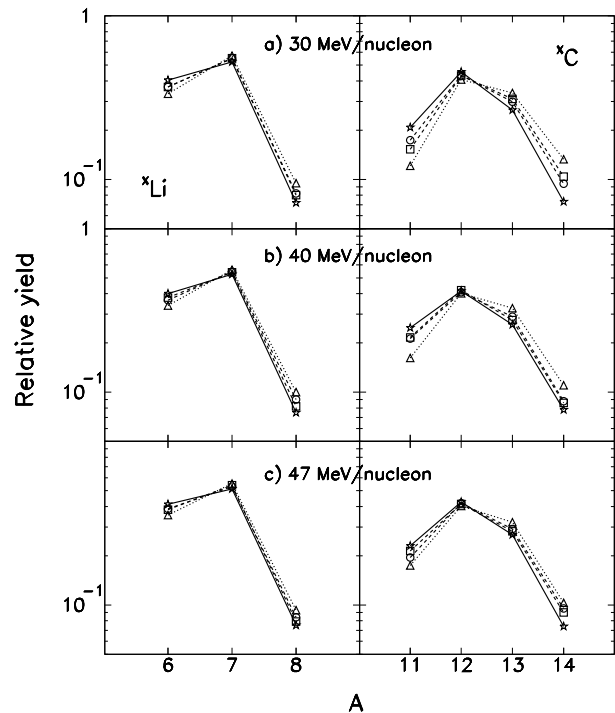 1
a) 30 MeV/nucleon
xC
xLi
10-1
1
b) 40 MeV/nucleon
Relative yield
10-1
c) 47 MeV/nucleon
10-1
6 7 8 11 12 13 14
A